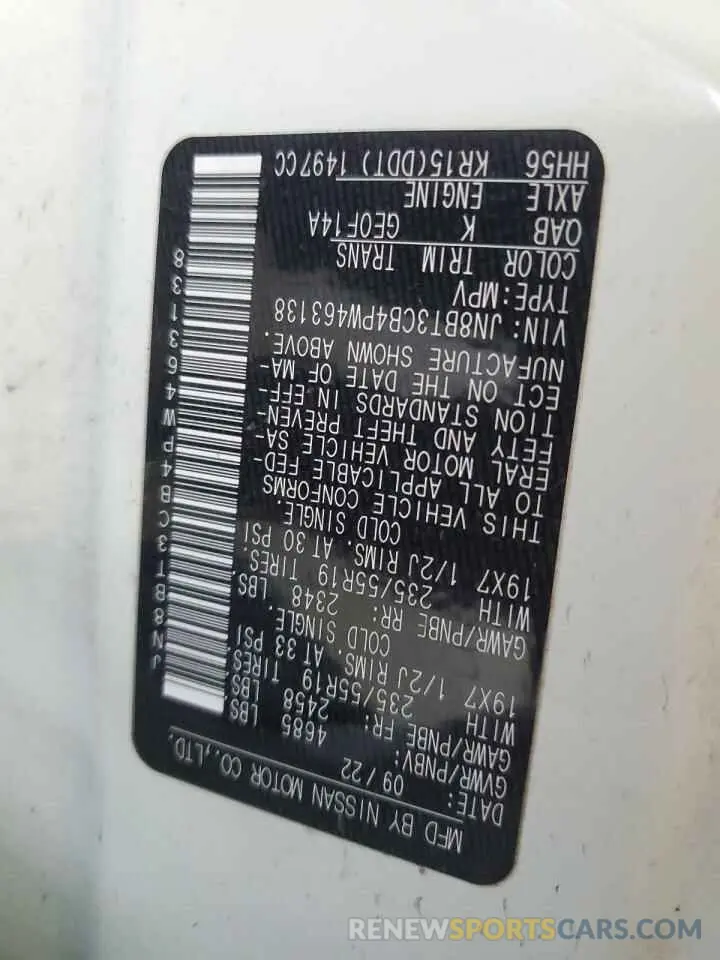 MFD BY NISSAN MOTOR CO.,LTD.
DATE: 09/22
GVWR/PNBV: 4685 LBS
GAWR/PNBE FR: 2458 LBS
WITH 235/55R19 TIRES.
19X7 1/2J RIMS. AT 33 PSI
COLD SINGLE.
GAWR/PNBE RR: 2348 LBS.
WITH 235/55R19 TIRES.
19X7 1/2J RIMS. AT 30 PSI
COLD SINGLE.
THIS VEHICLE CONFORMS
TO ALL APPLICABLE FED-
ERAL MOTOR VEHICLE SA-
FETY AND THEFT PREVEN-
TION STANDARDS IN EFF-
ECT ON THE DATE OF MA-
NUFACTURE SHOWN ABOVE.
VIN: JN8BT3CB4PW463138
TYPE:MPV
COLOR TRIM TRANS
QAB K GE0F14A
AXLE ENGINE
HH56 KR15(DDT) 1497CC
JN8BT3CB4PW463138
RENEWSPORTSCARS.COM